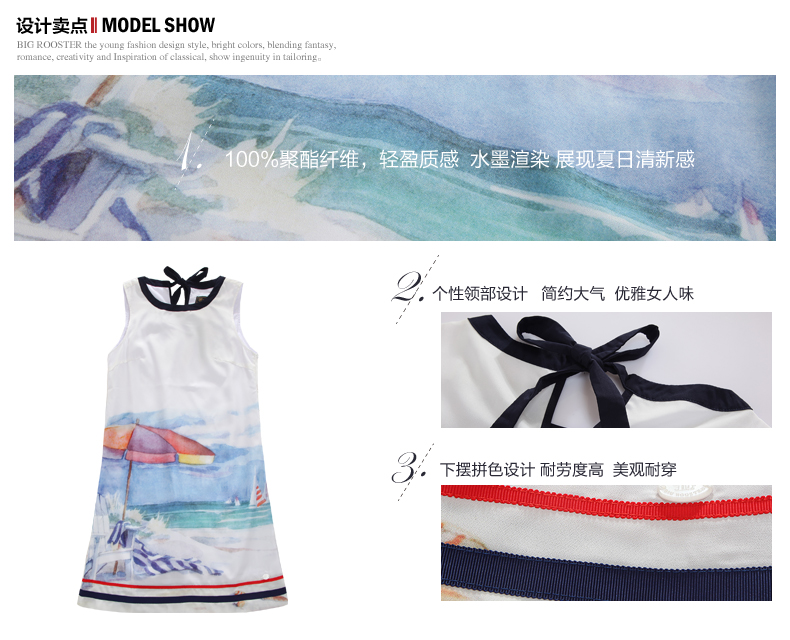 设计卖点 MODEL SHOW
BIG ROOSTER the young fashion design style, bright colors, blending fantasy,
romance, creativity and Inspiration of classical, show ingenuity in tailoring。
1. 100%聚酯纤维，轻盈质感 水墨渲染 展现夏日清新感
2. 个性领部设计 简约大气 优雅女人味
3. 下摆拼色设计 耐劳度高 美观耐穿